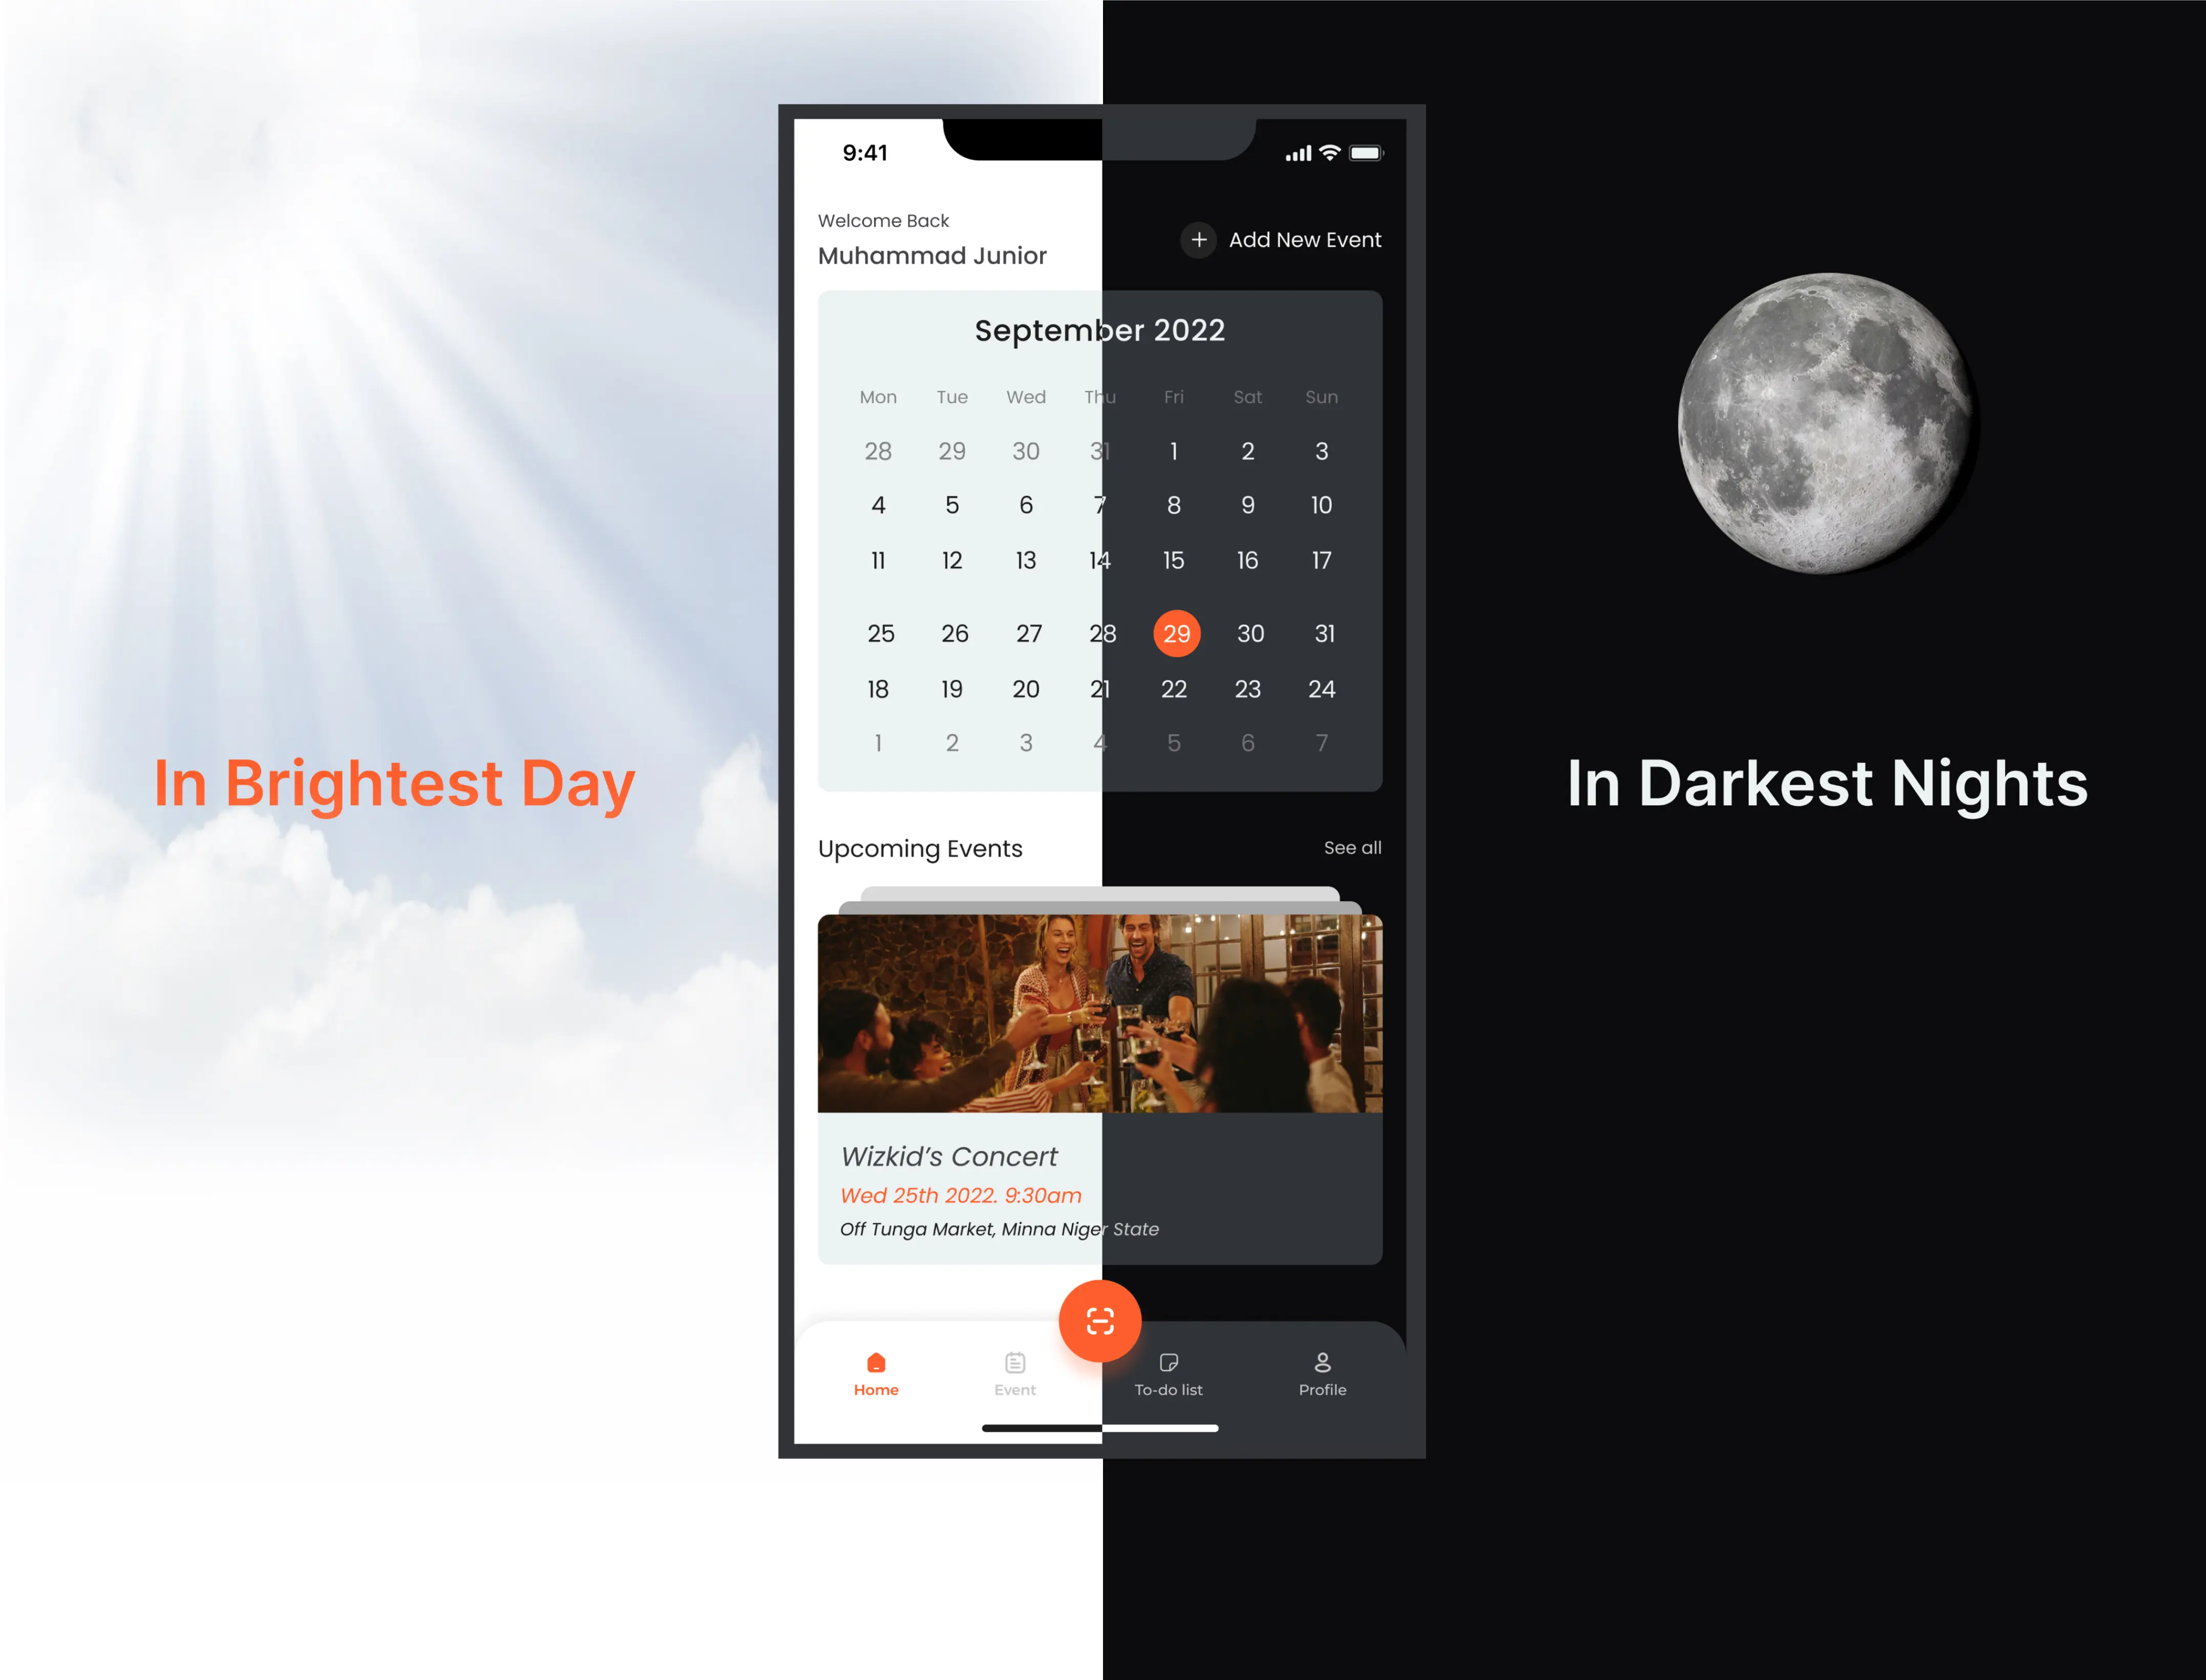 9:41
Welcome Back
Muhammad Junior
Add New Event
September 2022
Mon Tue Wed Thu Fri Sat Sun
28 29 30 31 1 2 3
4 5 6 7 8 9 10
11 12 13 14 15 16 17
25 26 27 28 29 30 31
18 19 20 21 22 23 24
1 2 3 4 5 6 7
In Brightest Day
In Darkest Nights
Upcoming Events
See all
Wizkid's Concert
Wed 25th 2022. 9:30am
Off Tunga Market, Minna Niger State
Home
Event
To-do list
Profile